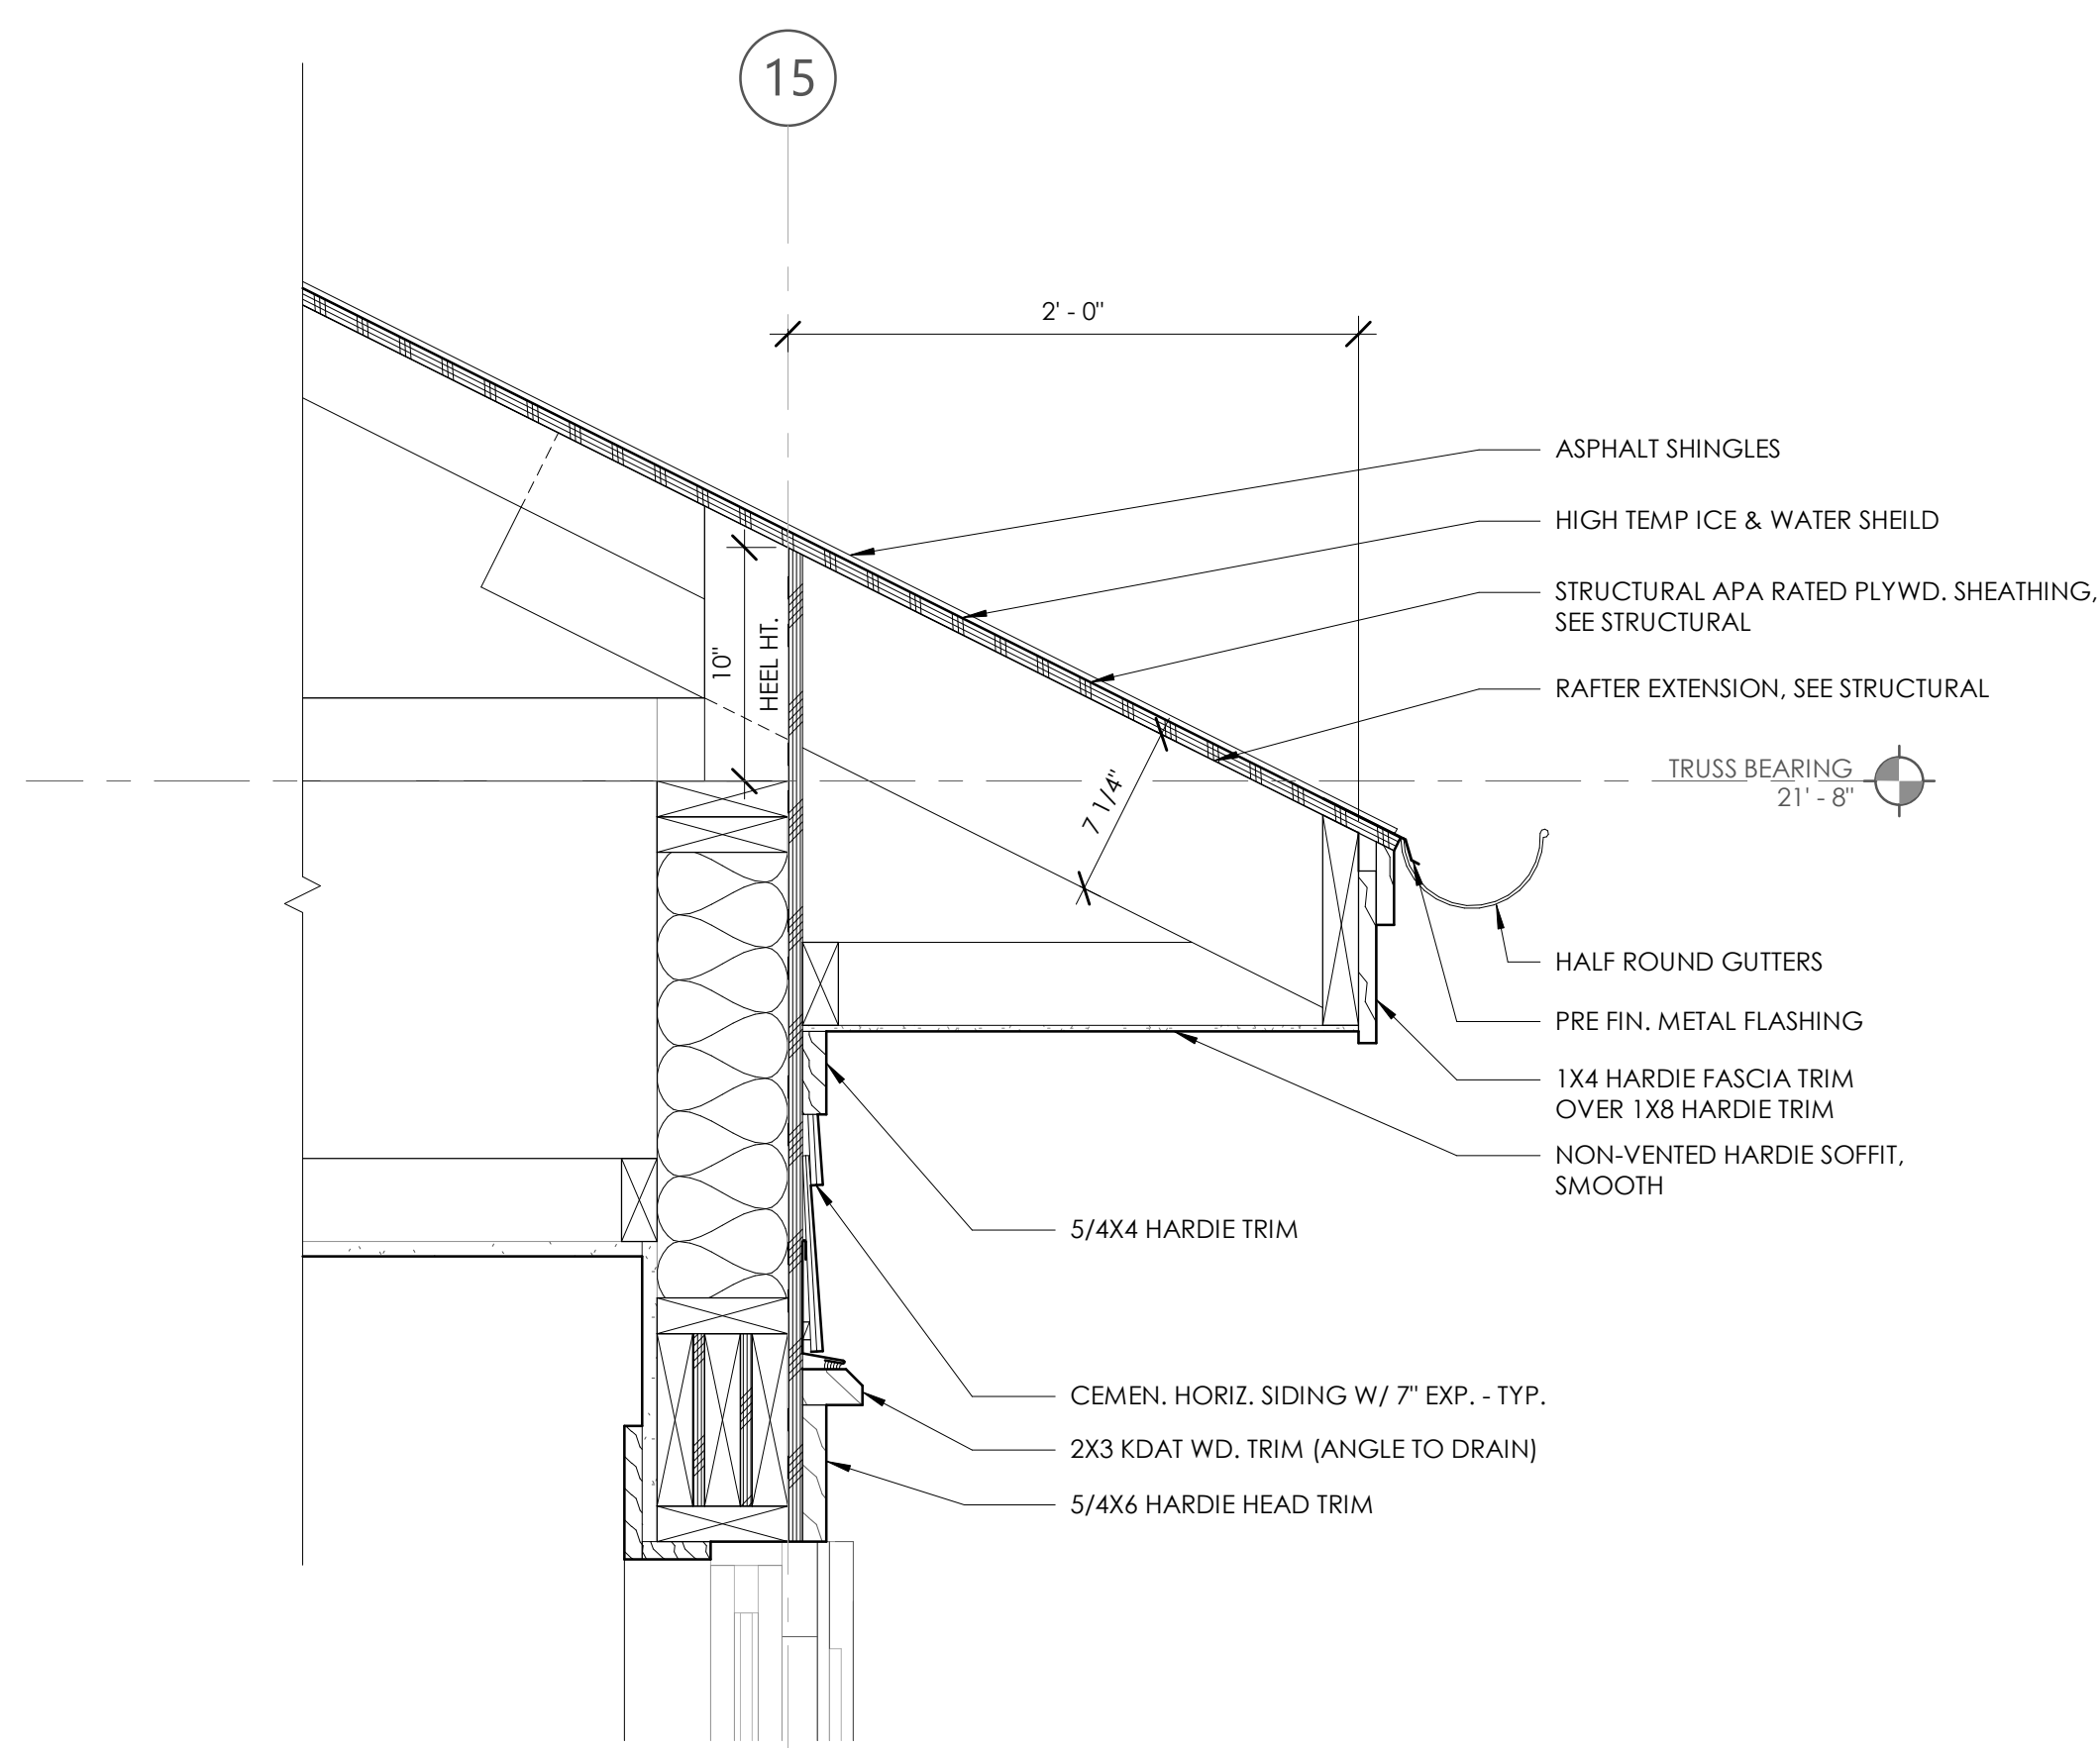 15
2' - 0"
ASPHALT SHINGLES
HIGH TEMP ICE & WATER SHEILD
STRUCTURAL APA RATED PLYWD. SHEATHING,
SEE STRUCTURAL
10"
HEEL HT.
RAFTER EXTENSION, SEE STRUCTURAL
TRUSS BEARING
21' - 8"
7 1/4"
HALF ROUND GUTTERS
PRE FIN. METAL FLASHING
1X4 HARDIE FASCIA TRIM
OVER 1X8 HARDIE TRIM
NON-VENTED HARDIE SOFFIT,
SMOOTH
5/4X4 HARDIE TRIM
CEMEN. HORIZ. SIDING W/ 7" EXP. - TYP.
2X3 KDAT WD. TRIM (ANGLE TO DRAIN)
5/4X6 HARDIE HEAD TRIM